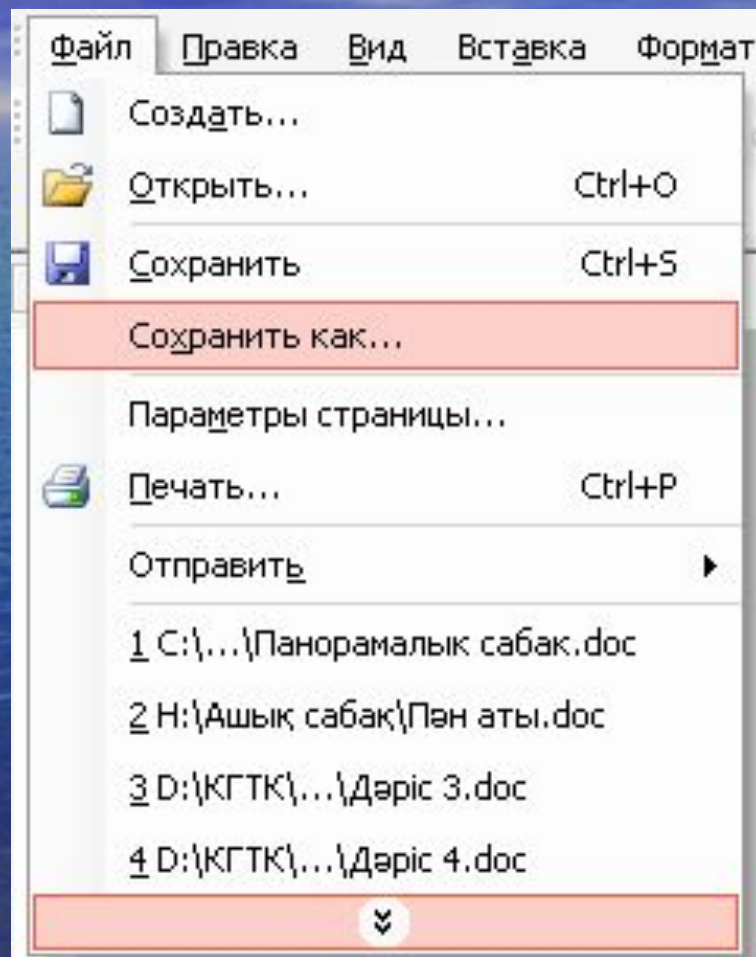 Файл Правка Вид Вставка Формат
Создать...
Открыть... Ctrl+O
Сохранить Ctrl+S
Сохранить как...
Параметры страницы...
Печать... Ctrl+P
Отправить
1 C:\...\Панорамалык сабак.doc
2 H:\Ашық сабақ\Пән аты.doc
3 D:\КГТК\...\Дәріс 3.doc
4 D:\КГТК\...\Дәріс 4.doc